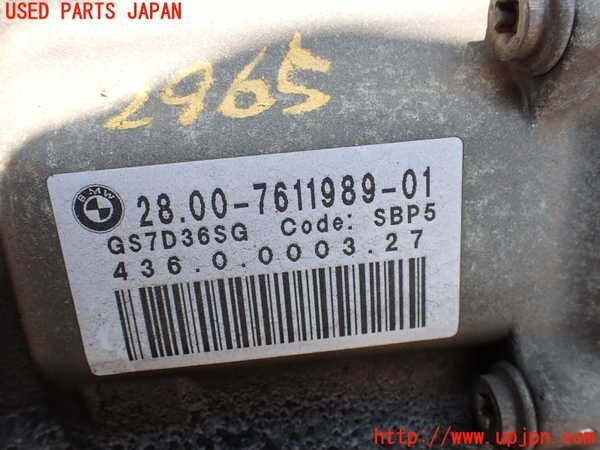 USED PARTS JAPAN
2965
BMW
28.00-7611989-01
GS7D36SG Code: SBP5
436.0.0003.27
http://www.upjpn.com/